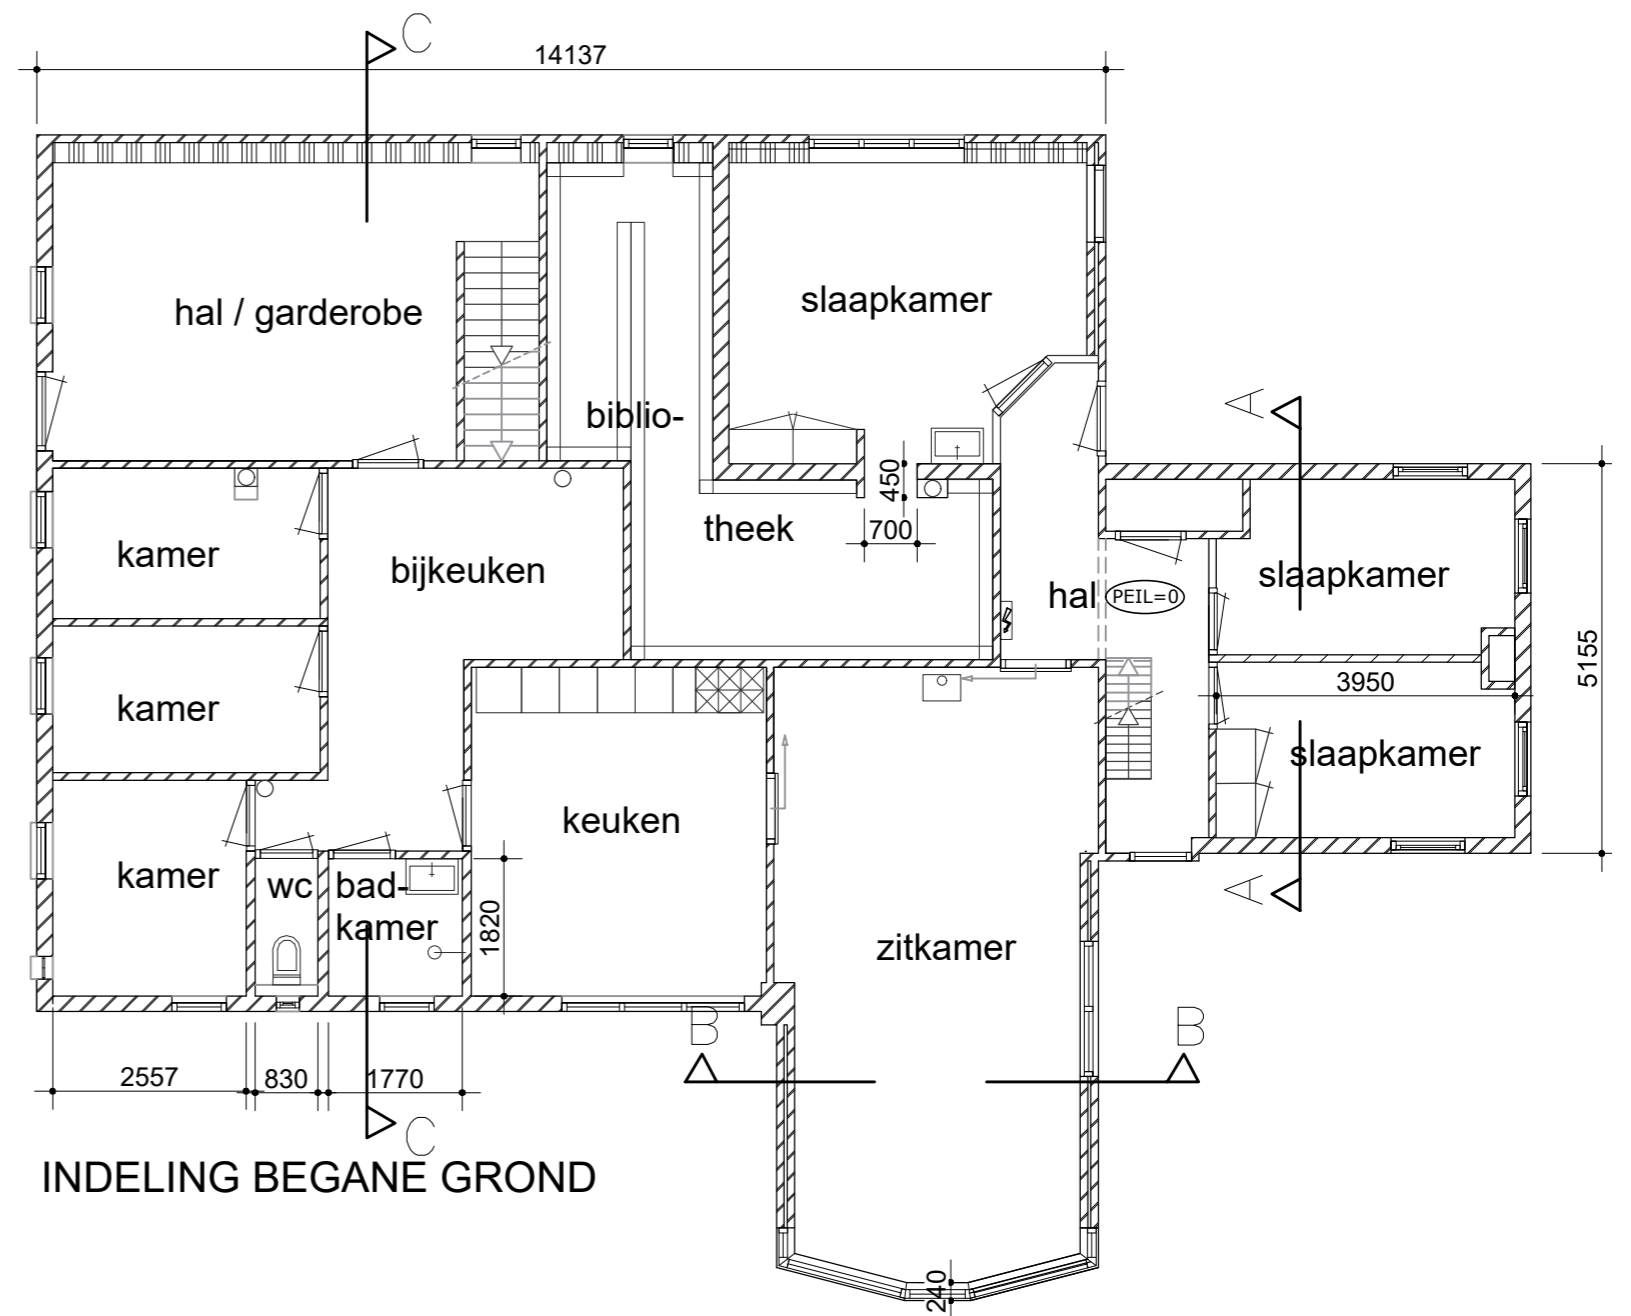 C
14137
hal / garderobe
slaapkamer
biblio-
theek
450
700
A
kamer
bijkeuken
hal
PEIL=0
slaapkamer
5155
3950
kamer
slaapkamer
keuken
kamer
wc
bad-
kamer
1820
A
zitkamer
B
B
2557
830
1770
C
INDELING BEGANE GROND
240